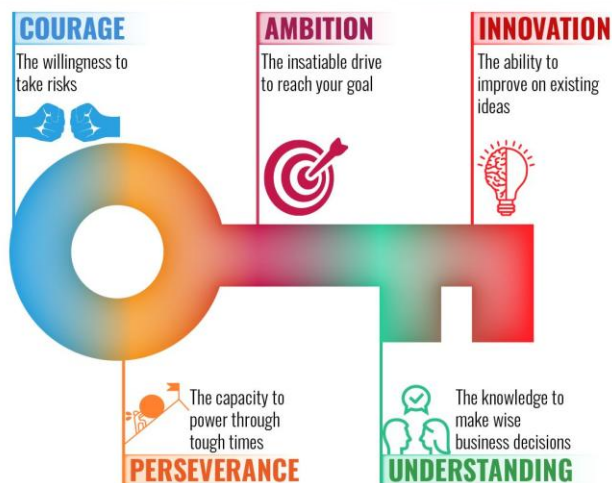 COURAGE
The willingness to
take risks
AMBITION
The insatiable drive
to reach your goal
INNOVATION
The ability to
improve on existing
ideas
The capacity to
power through
tough times
PERSEVERANCE
The knowledge to
make wise
business decisions
UNDERSTANDING